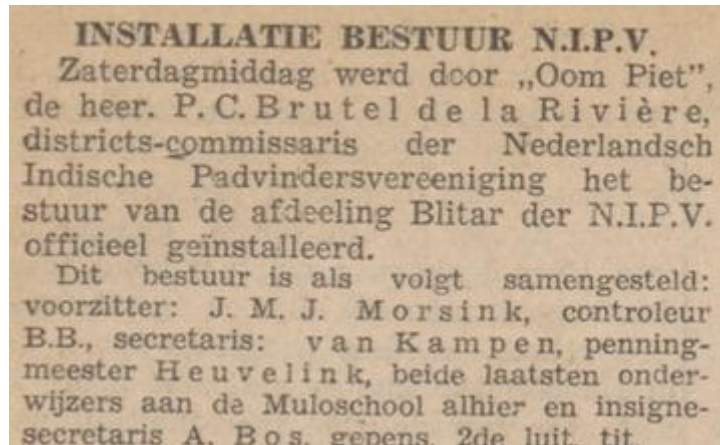 INSTALLATIE BESTUUR N.I.P.V.
Zaterdagmiddag werd door „Oom Piet”,
de heer. P. C. Brutel de la Rivière,
districts-commissaris der Nederlandsch
Indische Padvindersvereeniging het be-
stuur van de afdeeling Blitar der N.I.P.V.
officieel geïnstalleerd.
Dit bestuur is als volgt samengesteld:
voorzitter: J. M. J. Morsink, controleur
B.B., secretaris: van Kampen, penning-
meester Heuvelink, beide laatsten onder-
wijzers aan de Muloschool alhier en insigne-
secretaris A. Bos, gepens. 2de luit. tit.